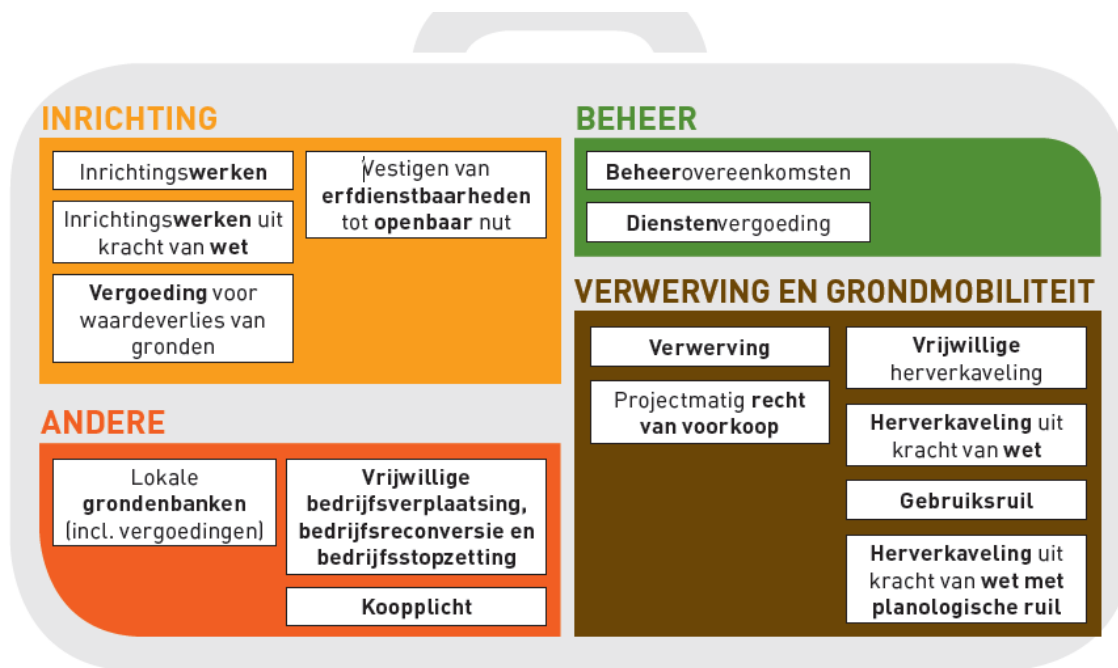 INRICHTING
Inrichtingswerken
Inrichtingswerken uit
kracht van wet
Vergoeding voor
waardeverlies van
gronden
Vestigen van
erfdienstbaarheden
tot openbaar nut
BEHEER
Beheerovereenkomsten
Dienstenvergoeding
ANDERE
Lokale
grondenbanken
(incl. vergoedingen)
Vrijwillige
bedrijfsverplaatsing,
bedrijfsreconversie en
bedrijfsstopzetting
Koopplicht
VERWERVING EN GRONDMOBILITEIT
Verwerving
Projectmatig recht
van voorkoop
Vrijwillige
herverkaveling
Herverkaveling uit
kracht van wet
Gebruiksruil
Herverkaveling uit
kracht van wet met
planologische ruil